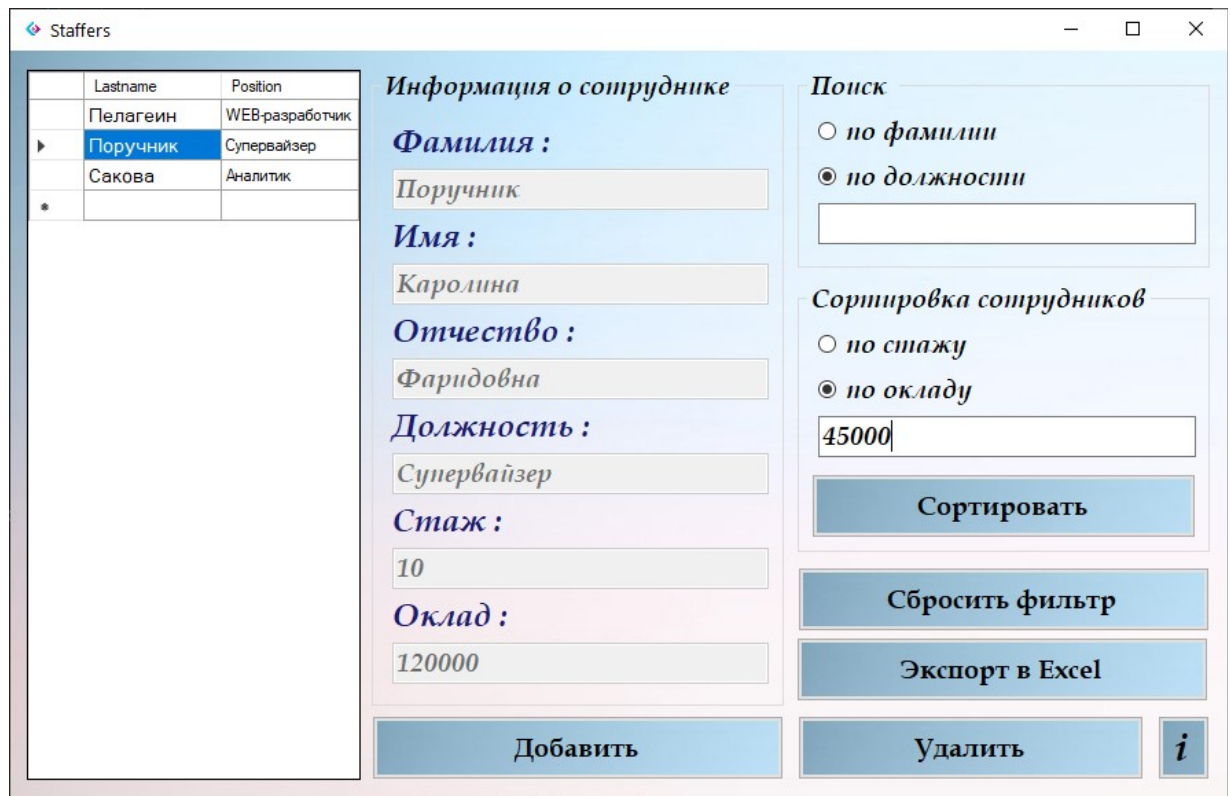 Staffers
Lastname Position
Пелагеин WEB-разработчик
Поручник Супервайзер
Сакова Аналитик
Информация о сотруднике
Фамилия :
Поручник
Имя :
Каролина
Отчество :
Фаридовна
Должность :
Супервайзер
Стаж :
10
Оклад :
120000
Добавить
Поиск
по фамилии
по должности
Сортировка сотрудников
по стажу
по окладу
45000
Сортировать
Сбросить фильтр
Экспорт в Excel
Удалить
i